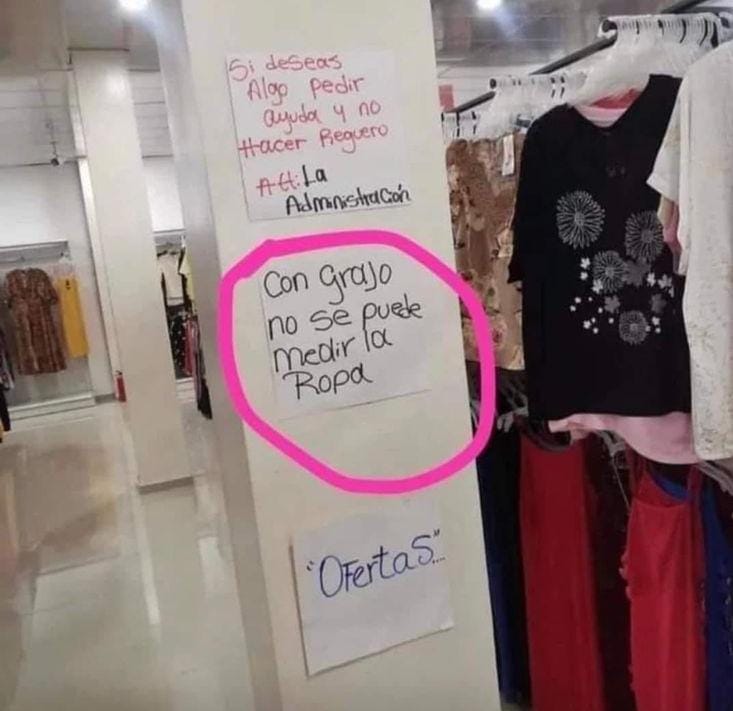 Si deseas
Algo pedir
ayuda y no
Hacer Reguero
Att: La
Administración
Con grajo
no se puede
medir la
Ropa
"Ofertas"...